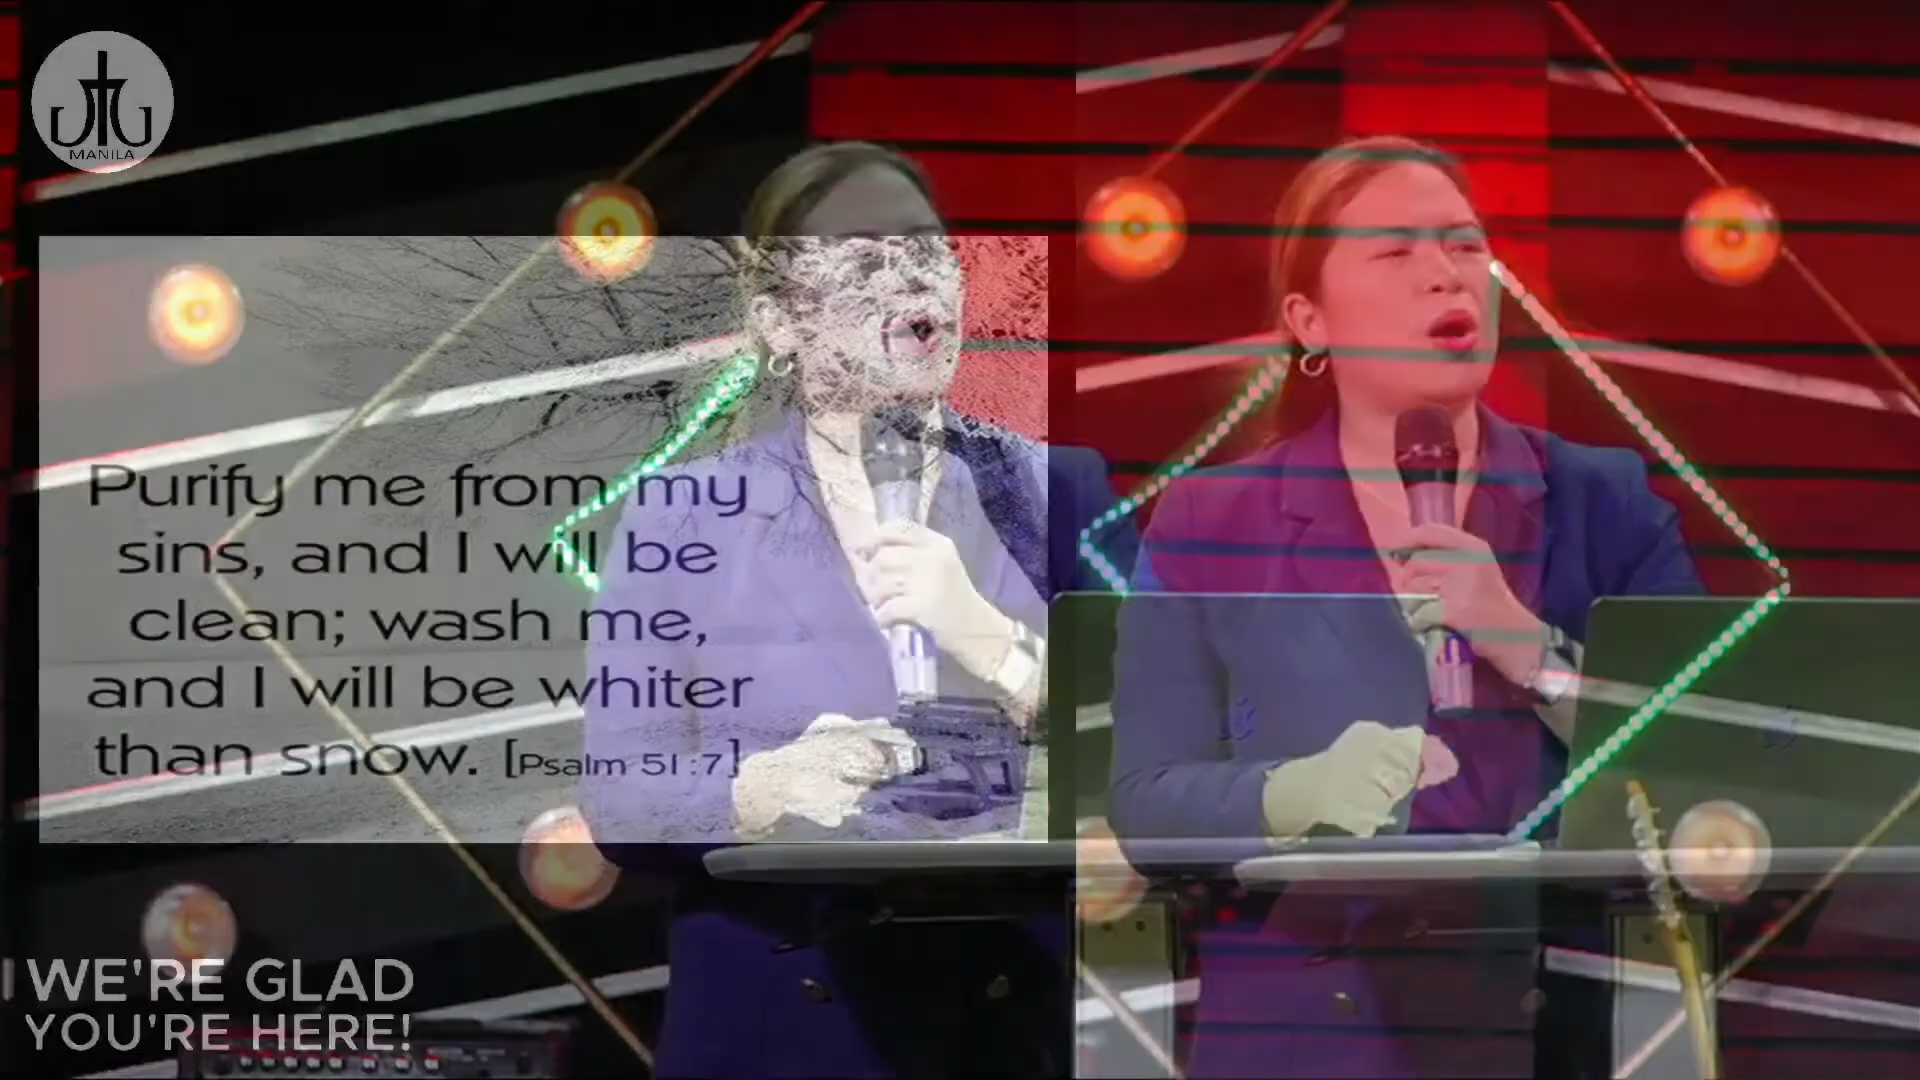 JTG
MANILA
Purify me from my
sins, and I will be
clean; wash me,
and I will be whiter
than snow. [Psalm 51:7]
WE'RE GLAD
YOU'RE HERE!